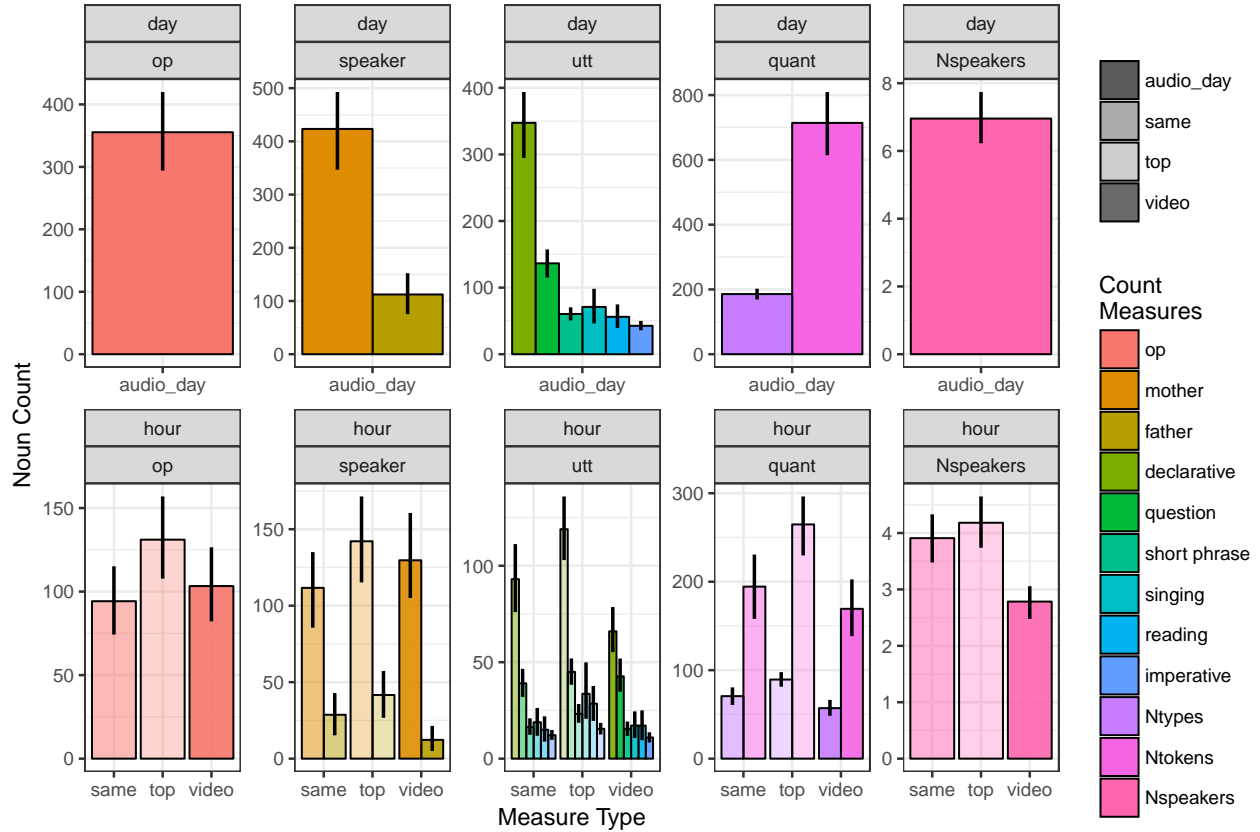 day day day day day
op speaker utt quant Nspeakers
400
300
200
100
0
500
400
300
200
100
0
400
300
200
100
0
800
600
400
200
0
8
6
4
2
0
audio_day audio_day audio_day audio_day audio_day
hour hour hour hour hour
op speaker utt quant Nspeakers
150
100
50
0
150
100
50
0
100
50
0
300
200
100
0
4
3
2
1
0
same top video same top video same top video same top video same top video
Noun Count
Measure Type
audio_day
same
top
video
Count
Measures
op
mother
father
declarative
question
short phrase
singing
reading
imperative
Ntypes
Ntokens
Nspeakers